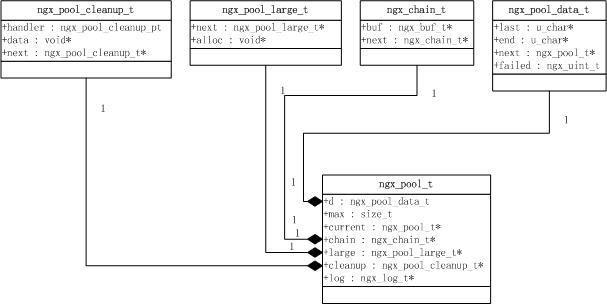 ngx_pool_cleanup_t
+handler : ngx_pool_cleanup_pt
+data : void*
+next : ngx_pool_cleanup_t*
ngx_pool_large_t
+next : ngx_pool_large_t*
+alloc : void*
ngx_chain_t
+buf : ngx_buf_t*
+next : ngx_chain_t*
ngx_pool_data_t
+last : u_char*
+end : u_char*
+next : ngx_pool_t*
+failed : ngx_uint_t
1
1
1
1
1
1
1
1
ngx_pool_t
+d : ngx_pool_data_t
+max : size_t
+current : ngx_pool_t*
+chain : ngx_chain_t*
+large : ngx_pool_large_t*
+cleanup : ngx_pool_cleanup_t*
+log : ngx_log_t*